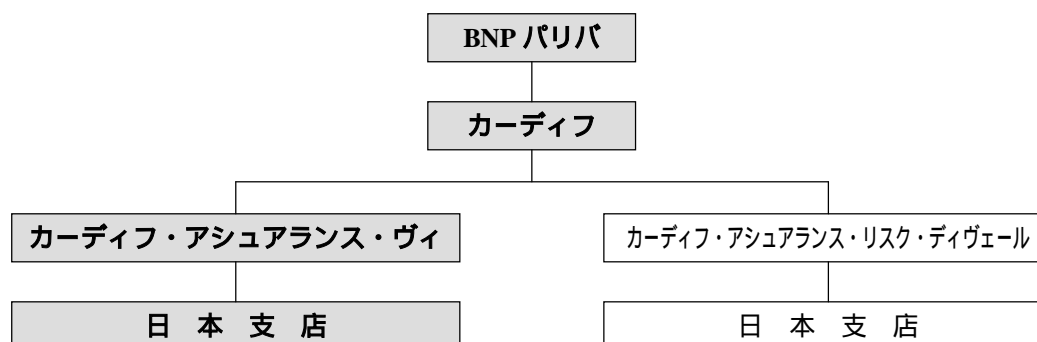 BNP パリバ
カーディフ
カーディフ・アシュアランス・ヴィ
カーディフ・アシュアランス・リスク・ディヴェール
日 本 支 店
日 本 支 店